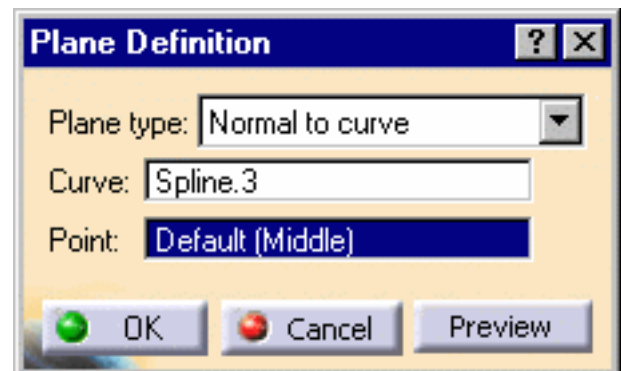 Plane Definition ? X
Plane type: Normal to curve
Curve: Spline.3
Point: Default (Middle)
OK Cancel Preview